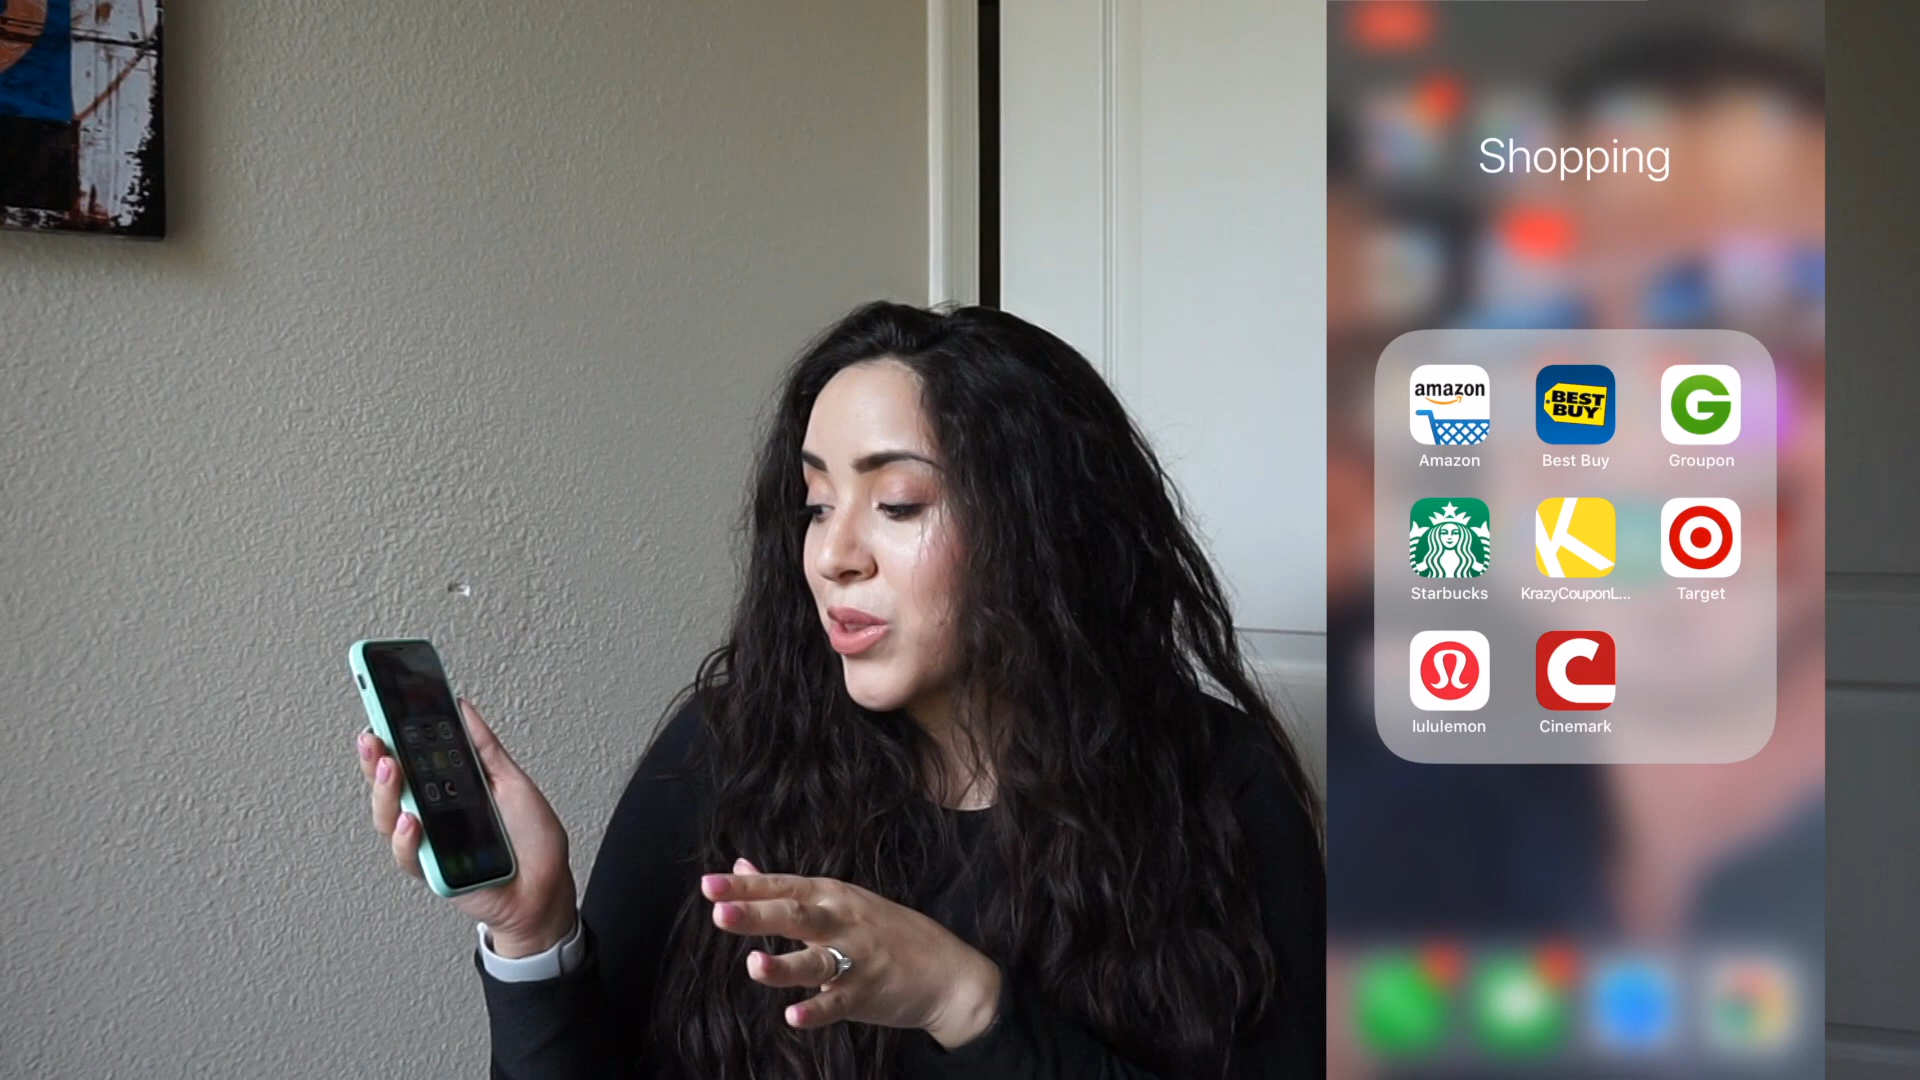 Shopping
amazon
BEST
BUY
G
Amazon
Best Buy
Groupon
K
Starbucks
KrazyCouponL...
Target
C
lululemon
Cinemark